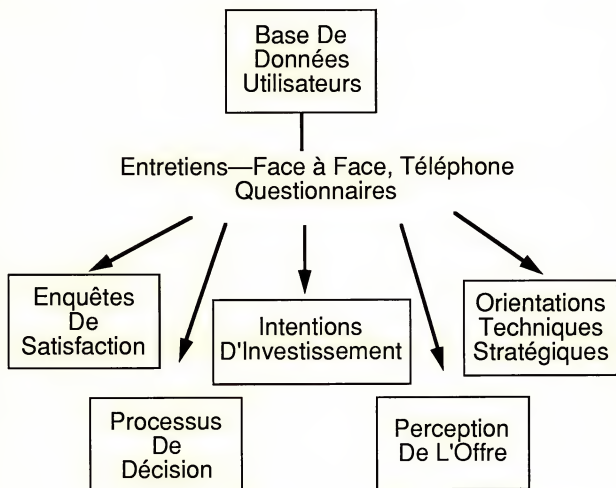 Base De
Données
Utilisateurs
Entretiens—Face à Face, Téléphone
Questionnaires
Enquêtes
De
Satisfaction
Intentions
D'Investissement
Orientations
Techniques
Stratégiques
Processus
De
Décision
Perception
De L'Offre